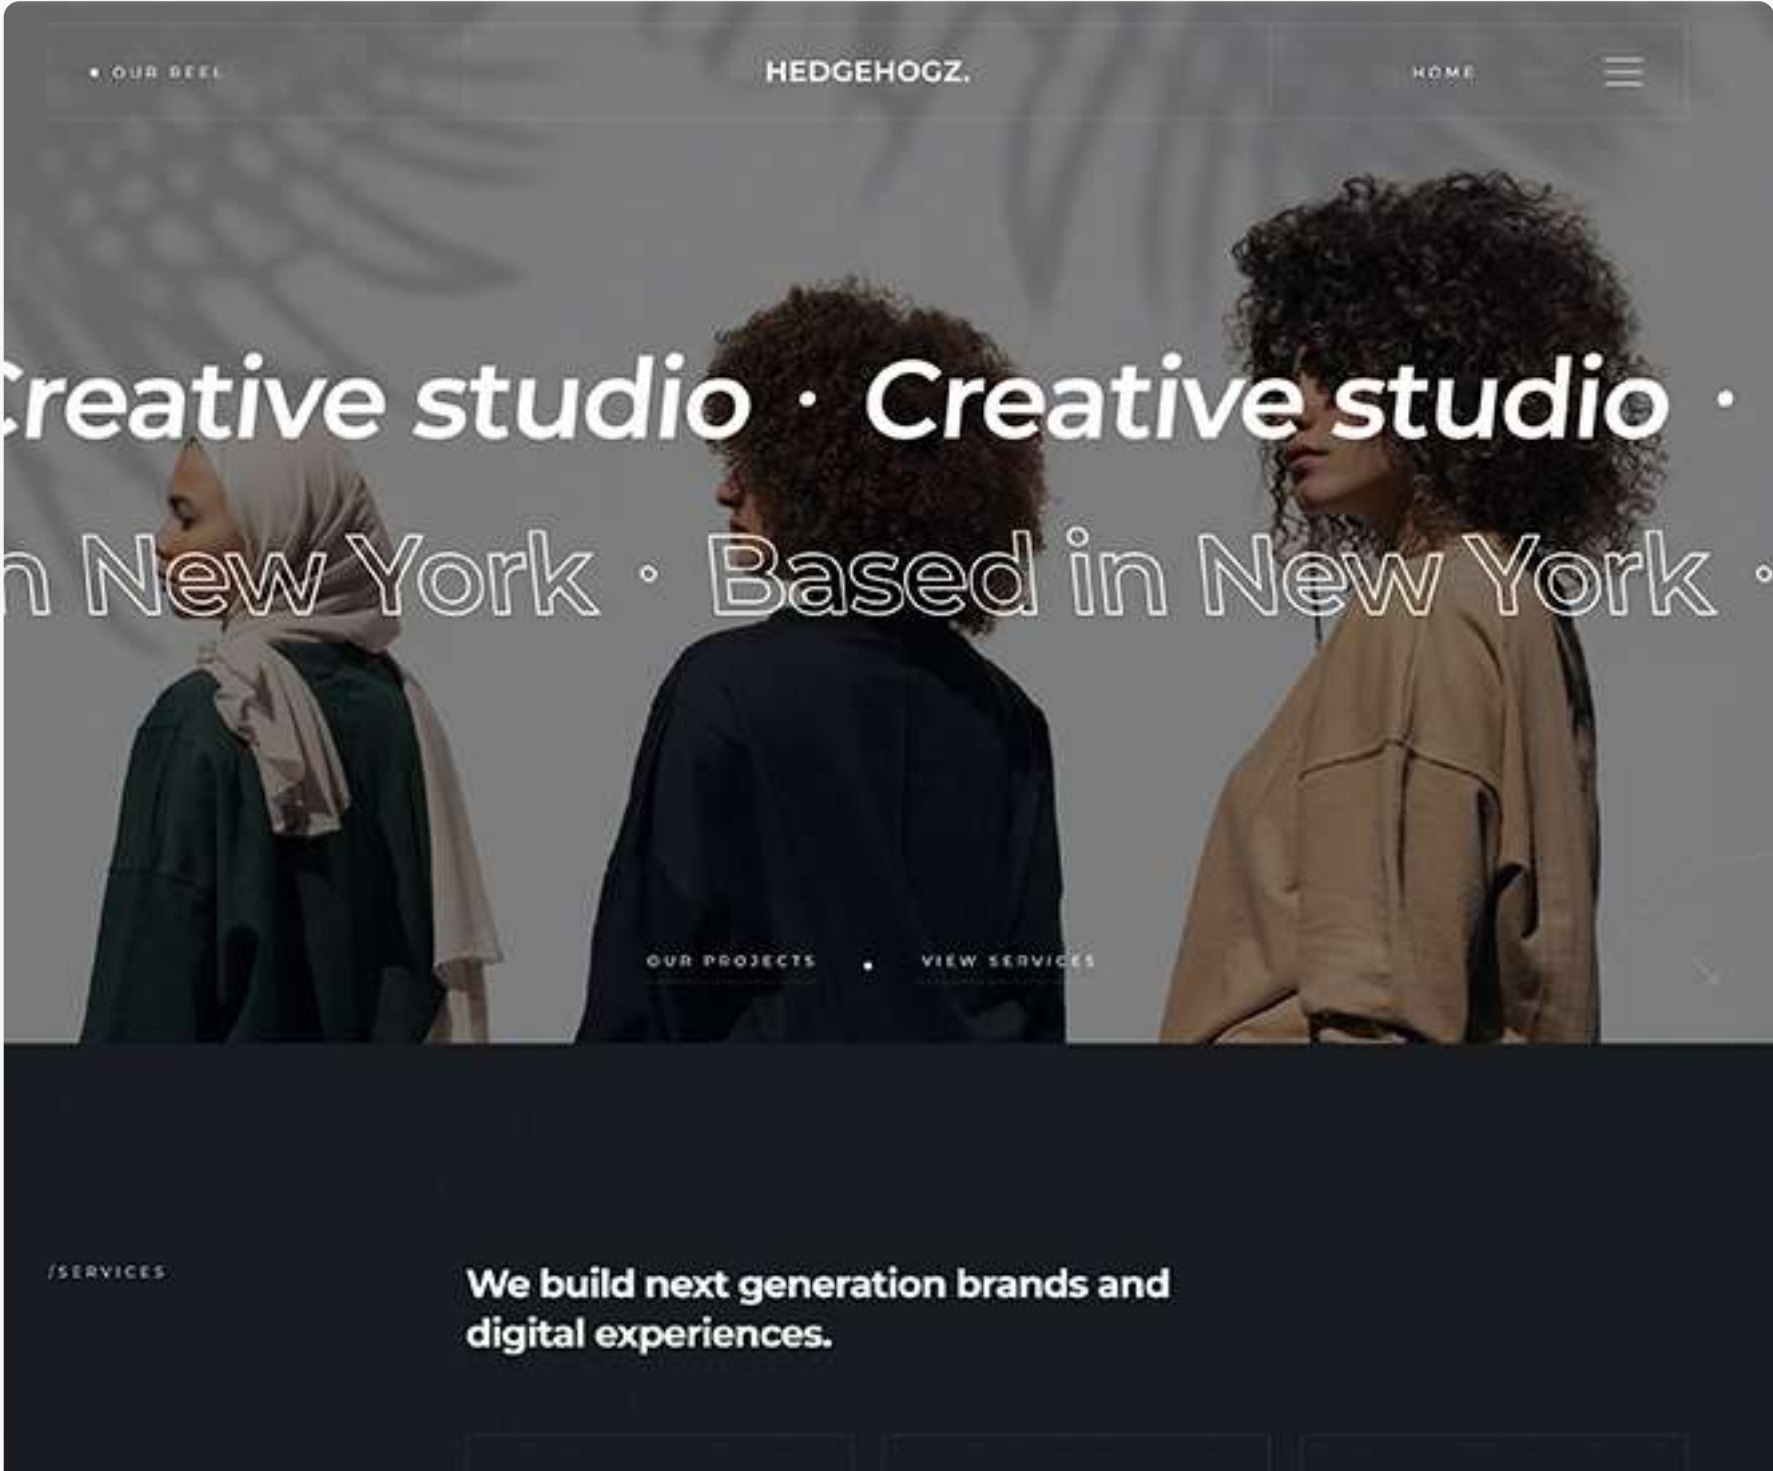 OUR REEL
HEDGEHOGZ.
HOME
Creative studio · Creative studio ·
n New York · Based in New York ·
OUR PROJECTS · VIEW SERVICES
/SERVICES
We build next generation brands and
digital experiences.